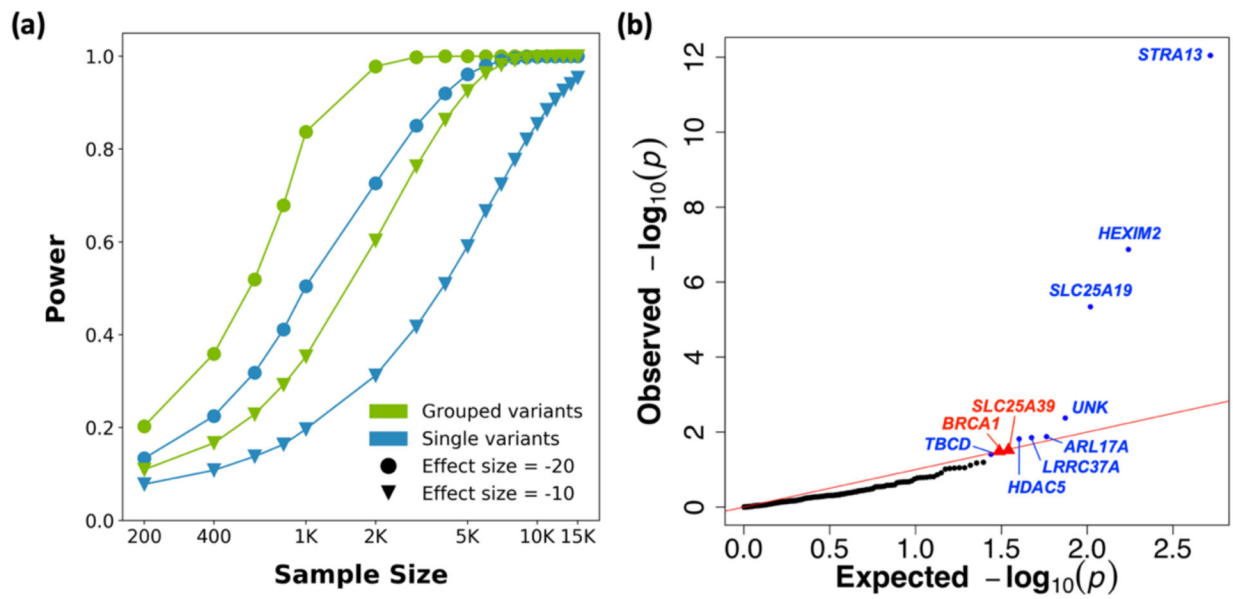 (a)
Power
1.0
0.8
0.6
0.4
0.2
0.0
200
400
1K
2K
5K
10K
15K
Sample Size
Grouped variants
Single variants
Effect size = -20
Effect size = -10
(b)
Observed −log10(p)
12
10
8
6
4
2
0
STRA13
HEXIM2
SLC25A19
UNK
SLC25A39
BRCA1
TBCD
ARL17A
LRRC37A
HDAC5
0.0
0.5
1.0
1.5
2.0
2.5
Expected −log10(p)